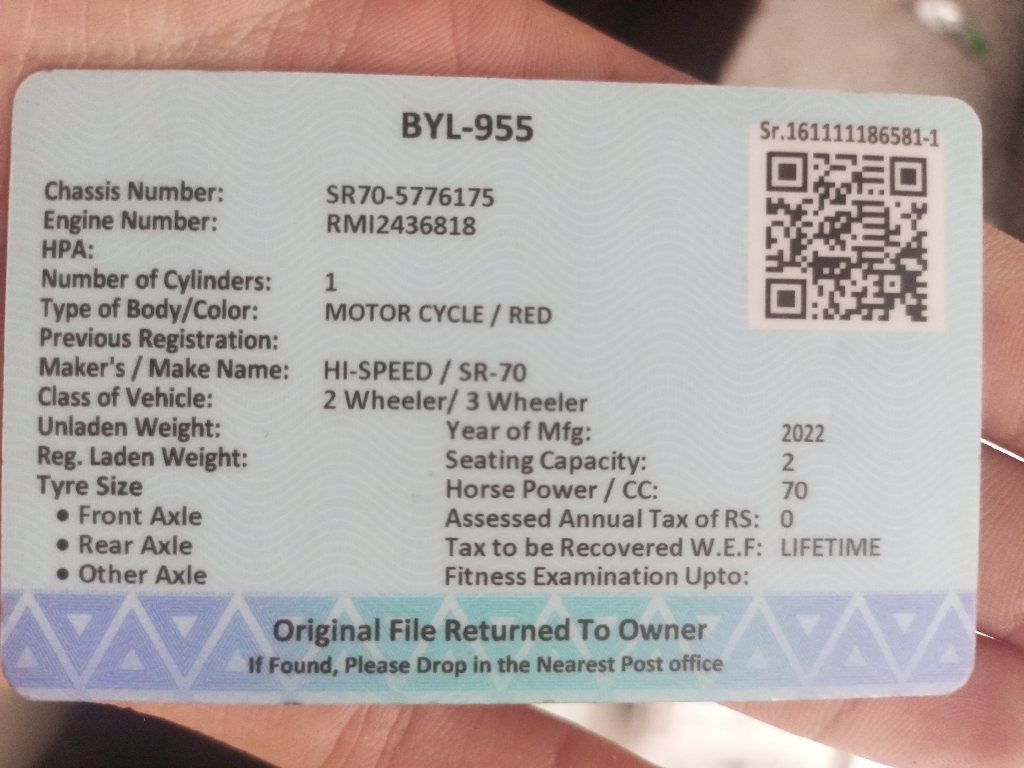 BYL-955
Sr.161111186581-1
Chassis Number: SR70-5776175
Engine Number: RMI2436818
HPA:
Number of Cylinders: 1
Type of Body/Color: MOTOR CYCLE / RED
Previous Registration:
Maker's / Make Name: HI-SPEED / SR-70
Class of Vehicle: 2 Wheeler/ 3 Wheeler
Unladen Weight: Year of Mfg: 2022
Reg. Laden Weight: Seating Capacity: 2
Tyre Size Horse Power / CC: 70
• Front Axle Assessed Annual Tax of RS: 0
• Rear Axle Tax to be Recovered W.E.F: LIFETIME
• Other Axle Fitness Examination Upto:
Original File Returned To Owner
If Found, Please Drop in the Nearest Post office